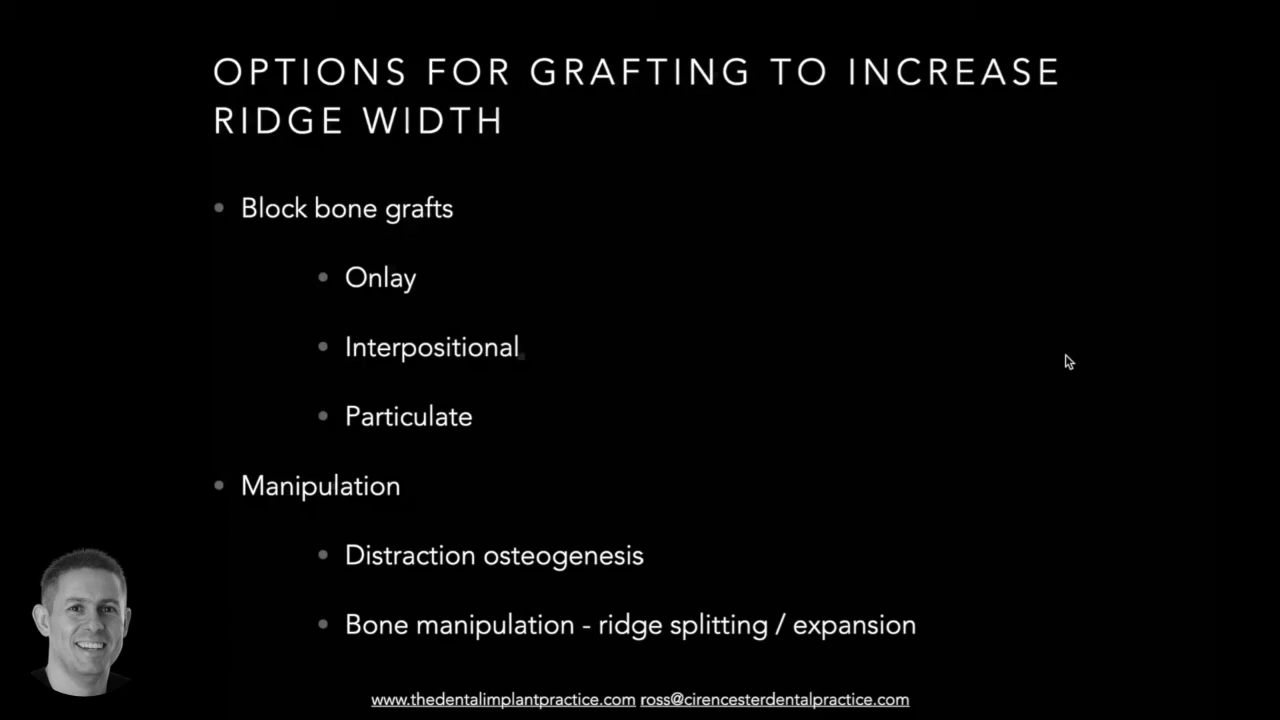 OPTIONS FOR GRAFTING TO INCREASE
RIDGE WIDTH
• Block bone grafts
• Onlay
• Interpositional
• Particulate
• Manipulation
• Distraction osteogenesis
• Bone manipulation - ridge splitting / expansion
www.thedentalimplantpractice.com ross@cirencesterdentalpractice.com